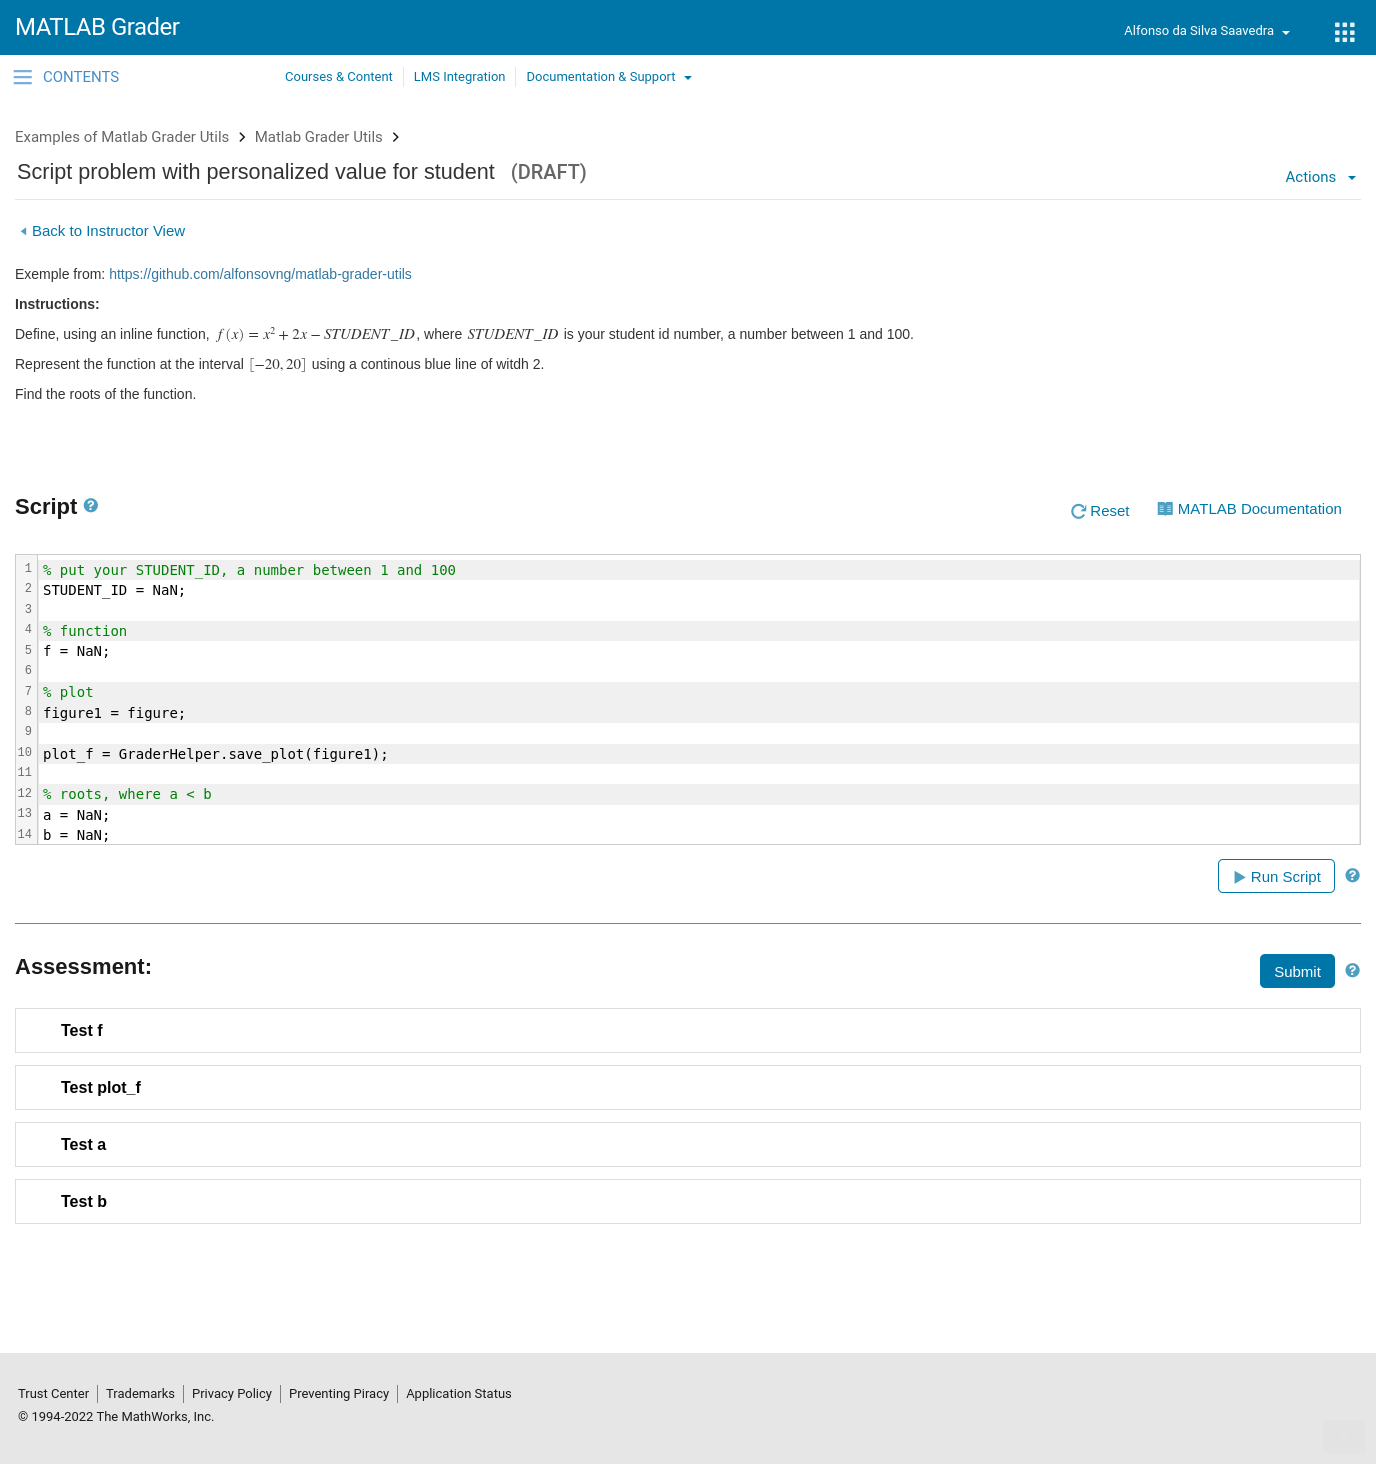 MATLAB Grader
Alfonso da Silva Saavedra
CONTENTS
Courses & Content
LMS Integration
Documentation & Support
Examples of Matlab Grader Utils > Matlab Grader Utils >
Script problem with personalized value for student (DRAFT)
Actions
Back to Instructor View
Exemple from: https://github.com/alfonsovng/matlab-grader-utils
Instructions:
Define, using an inline function, f(x) = x² + 2x − STUDENT_ID, where STUDENT_ID is your student id number, a number between 1 and 100.
Represent the function at the interval [−20, 20] using a continous blue line of witdh 2.
Find the roots of the function.
Script ?
Reset
MATLAB Documentation
1 % put your STUDENT_ID, a number between 1 and 100
2 STUDENT_ID = NaN;
3
4 % function
5 f = NaN;
6
7 % plot
8 figure1 = figure;
9
10 plot_f = GraderHelper.save_plot(figure1);
11
12 % roots, where a < b
13 a = NaN;
14 b = NaN;
Run Script ?
Assessment:
Submit ?
Test f
Test plot_f
Test a
Test b
Trust Center
Trademarks
Privacy Policy
Preventing Piracy
Application Status
© 1994-2022 The MathWorks, Inc.